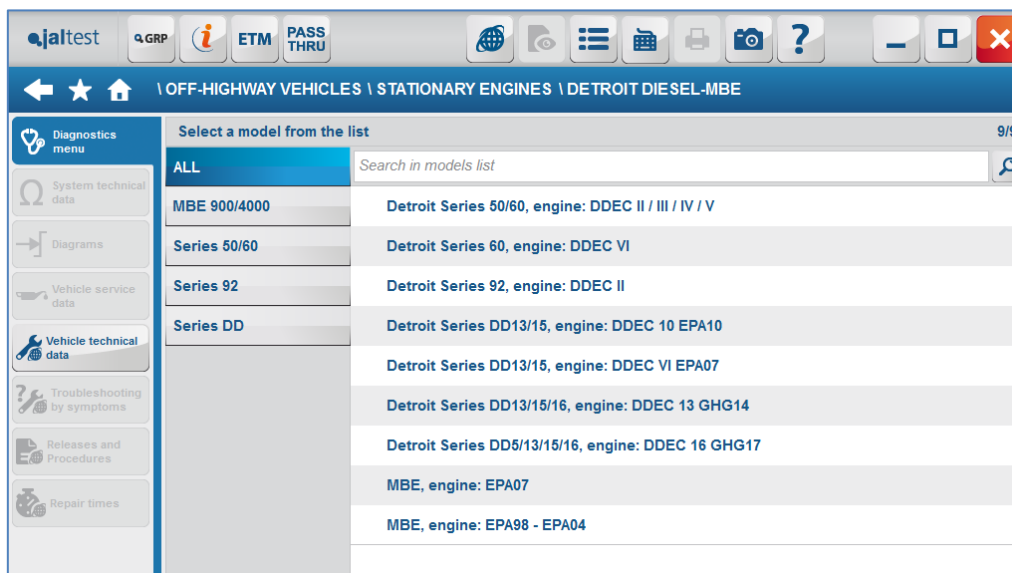 jaltest
GRP
i
ETM
PASS
THRU
?
\ OFF-HIGHWAY VEHICLES \ STATIONARY ENGINES \ DETROIT DIESEL-MBE
Diagnostics
menu
System technical
data
Diagrams
Vehicle service
data
Vehicle technical
data
Troubleshooting
by symptoms
Releases and
Procedures
Repair times
Select a model from the list
9/9
ALL
MBE 900/4000
Series 50/60
Series 92
Series DD
Search in models list
Detroit Series 50/60, engine: DDEC II / III / IV / V
Detroit Series 60, engine: DDEC VI
Detroit Series 92, engine: DDEC II
Detroit Series DD13/15, engine: DDEC 10 EPA10
Detroit Series DD13/15, engine: DDEC VI EPA07
Detroit Series DD13/15/16, engine: DDEC 13 GHG14
Detroit Series DD5/13/15/16, engine: DDEC 16 GHG17
MBE, engine: EPA07
MBE, engine: EPA98 - EPA04